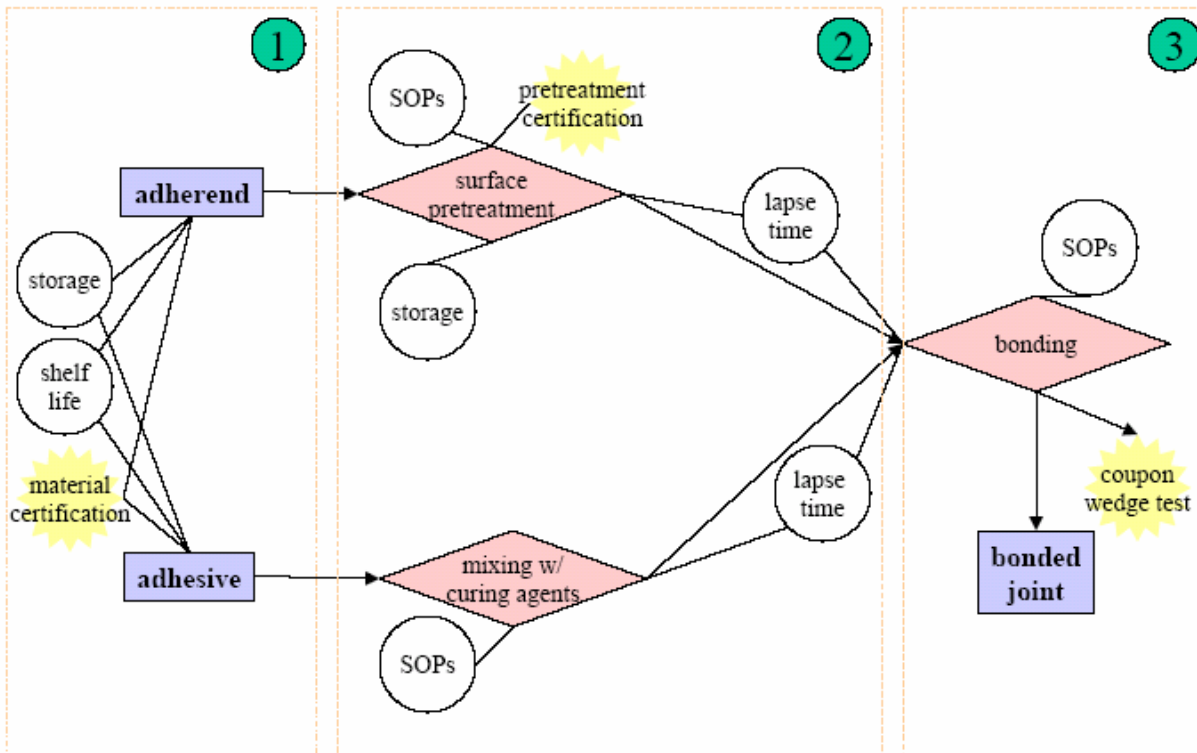 1
adherend
storage
shelf
life
material
certification
adhesive
2
SOPs
pretreatment
certification
surface
pretreatment
storage
lapse
time
lapse
time
mixing w/
curing agents
SOPs
3
SOPs
bonding
coupon
wedge test
bonded
joint